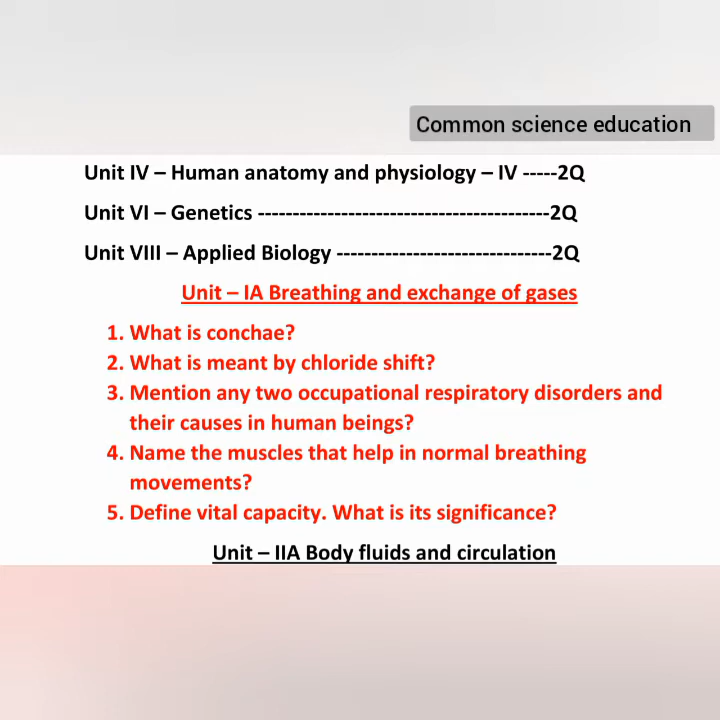 Common science education
Unit IV – Human anatomy and physiology – IV -----2Q
Unit VI – Genetics ------------------------------------------2Q
Unit VIII – Applied Biology -------------------------------2Q
Unit – IA Breathing and exchange of gases
1. What is conchae?
2. What is meant by chloride shift?
3. Mention any two occupational respiratory disorders and
their causes in human beings?
4. Name the muscles that help in normal breathing
movements?
5. Define vital capacity. What is its significance?
Unit – IIA Body fluids and circulation